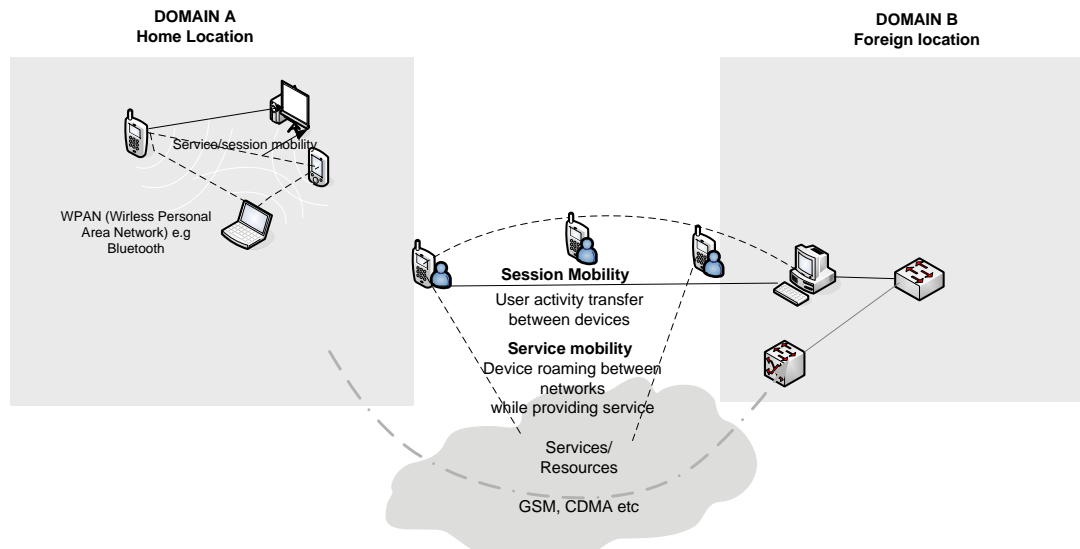 DOMAIN A
Home Location
DOMAIN B
Foreign location
Service/session mobility
WPAN (Wirless Personal
Area Network) e.g
Bluetooth
Session Mobility
User activity transfer
between devices
Service mobility
Device roaming between
networks
while providing service
Services/
Resources
GSM, CDMA etc